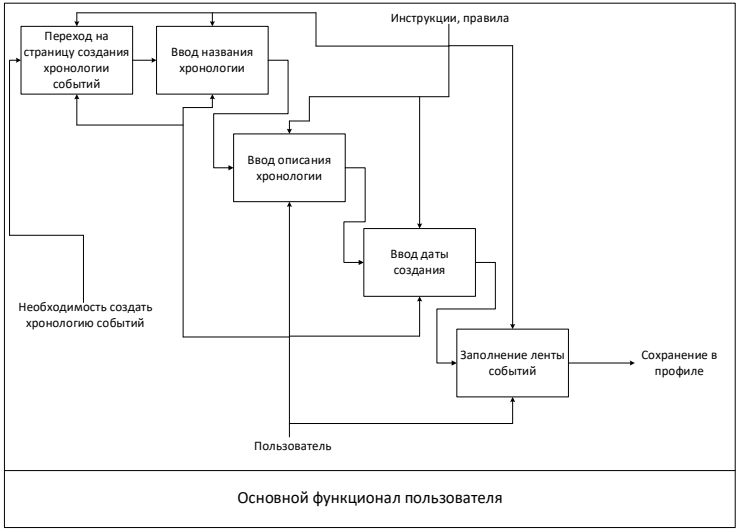 Инструкции, правила
Переход на
страницу создания
хронологии
событий
Ввод названия
хронологии
Ввод описания
хронологии
Ввод даты
создания
Необходимость создать
хронологию событий
Заполнение ленты
событий
Сохранение в
профиле
Пользователь
Основной функционал пользователя